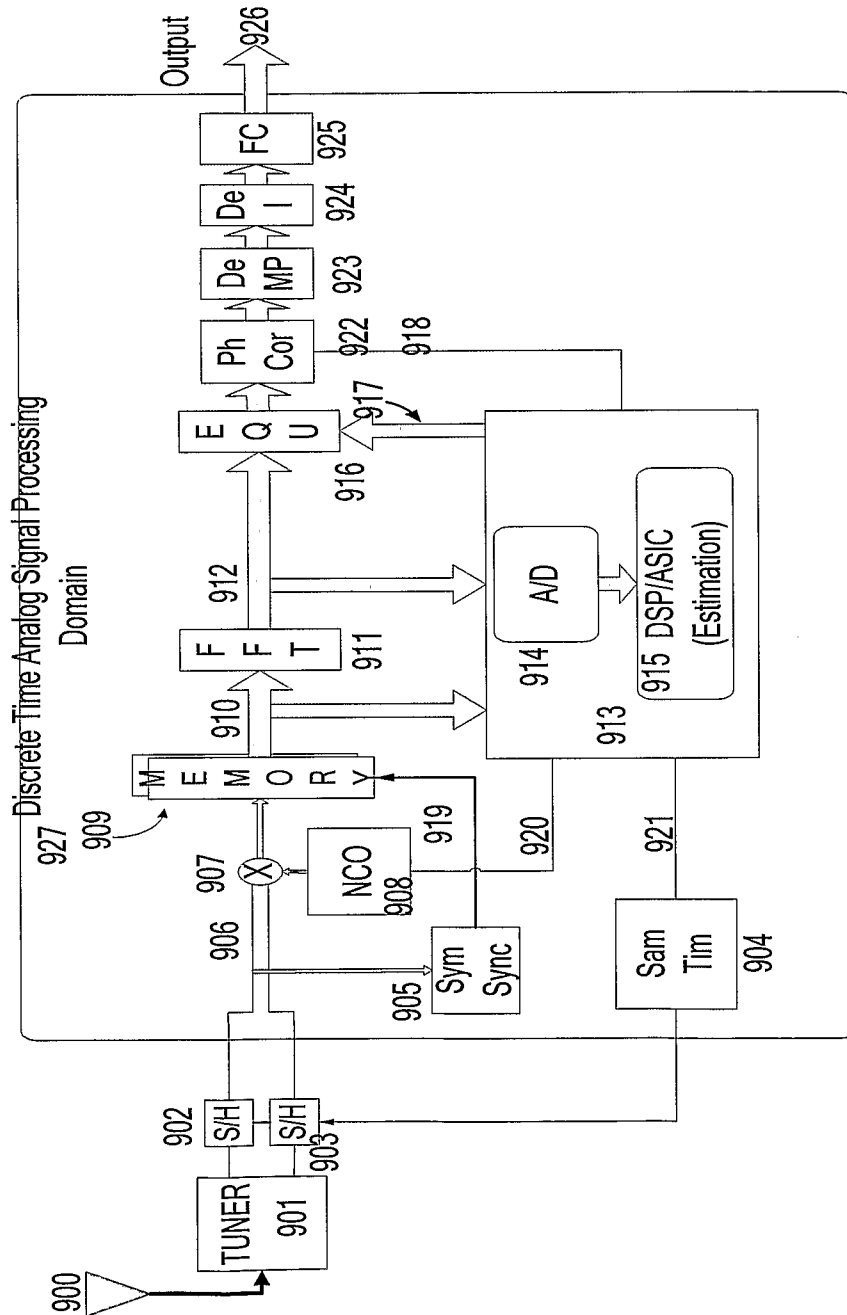 Discrete Time Analog Signal Processing
Domain
927
900
TUNER
901
902
S/H
S/H
903
906
907
X
NCO
908
905
Sym
Sync
909
M E M O R Y
919
910
F F T
911
912
E Q U
916
917
Ph
Cor
922
918
De
MP
923
De
I
924
FC
925
Output
926
A/D
914
915 DSP/ASIC
(Estimation)
913
920
921
Sam
Tim
904